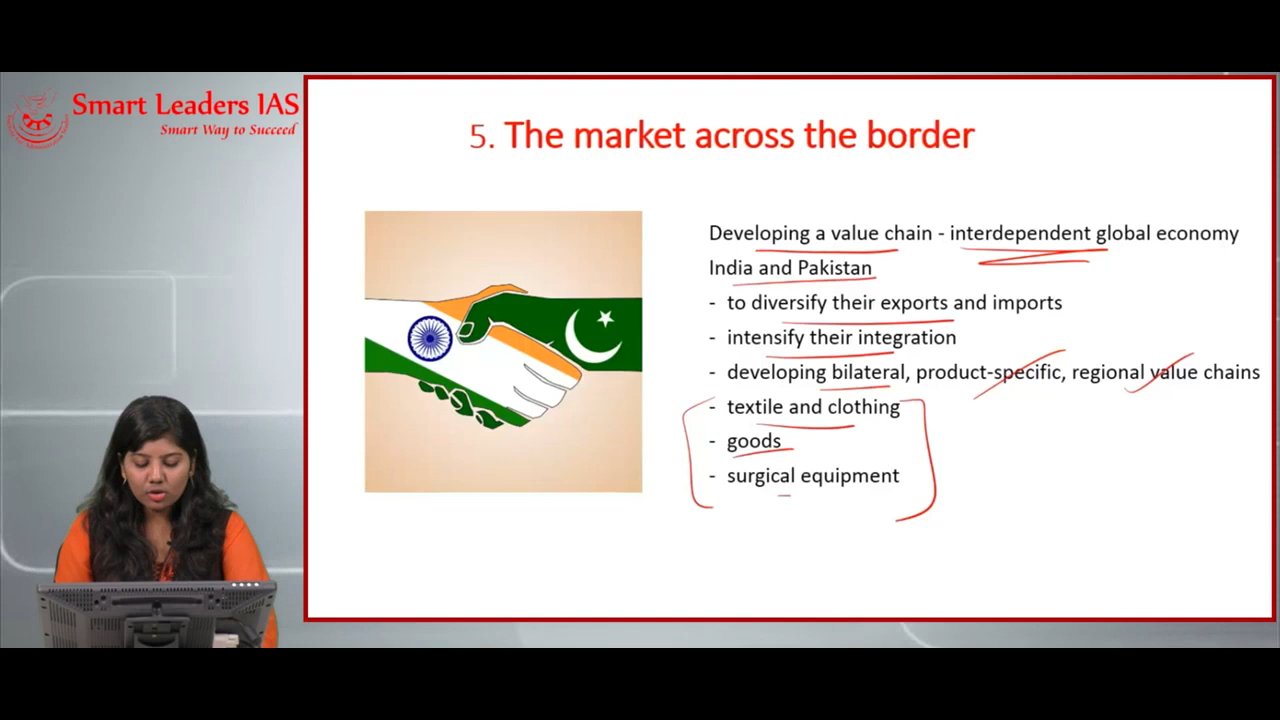 Smart Leaders IAS
Smart Way to Succeed
5. The market across the border
Developing a value chain - interdependent global economy
India and Pakistan
- to diversify their exports and imports
- intensify their integration
- developing bilateral, product-specific, regional value chains
- textile and clothing
- goods
- surgical equipment